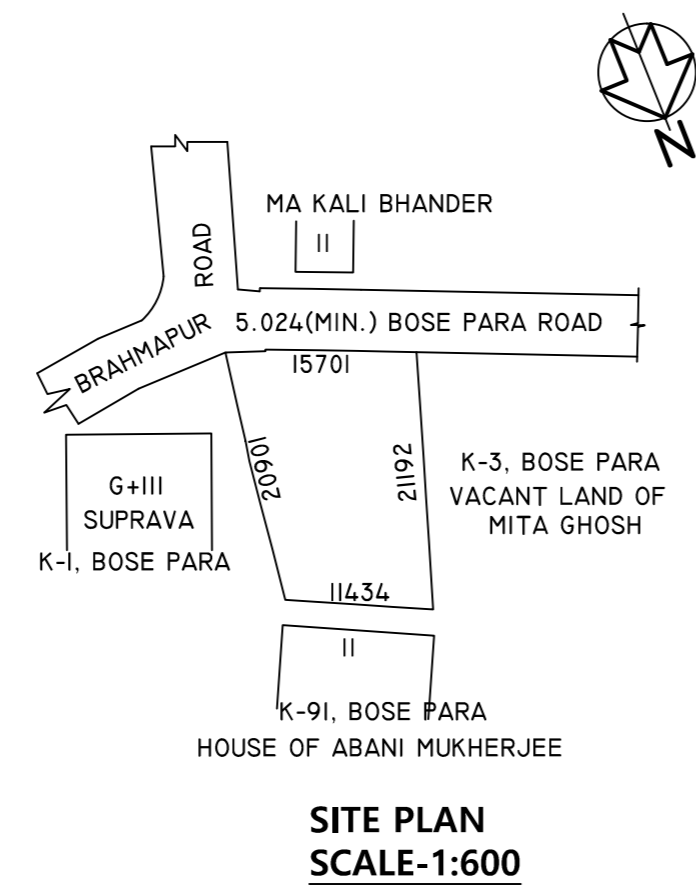 N
MA KALI BHANDER
II
ROAD
BRAHMAPUR
5.024(MIN.) BOSE PARA ROAD
15701
20901
21192
K-3, BOSE PARA
VACANT LAND OF
MITA GHOSH
G+III
SUPRAVA
K-1, BOSE PARA
11434
II
K-91, BOSE PARA
HOUSE OF ABANI MUKHERJEE
SITE PLAN
SCALE-1:600